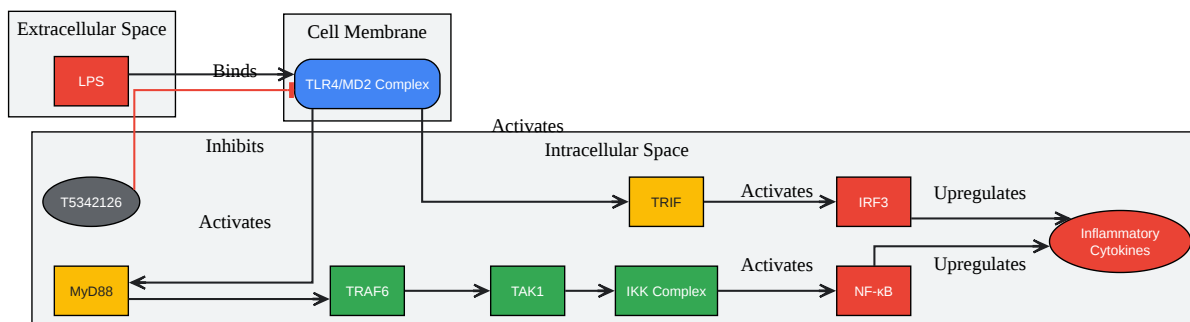 Extracellular Space
Cell Membrane
LPS
Binds
TLR4/MD2 Complex
Activates
Inhibits
Intracellular Space
T5342126
Activates
TRIF
Activates
IRF3
Upregulates
Inflammatory
Cytokines
MyD88
TRAF6
TAK1
IKK Complex
Activates
NF-κB
Upregulates